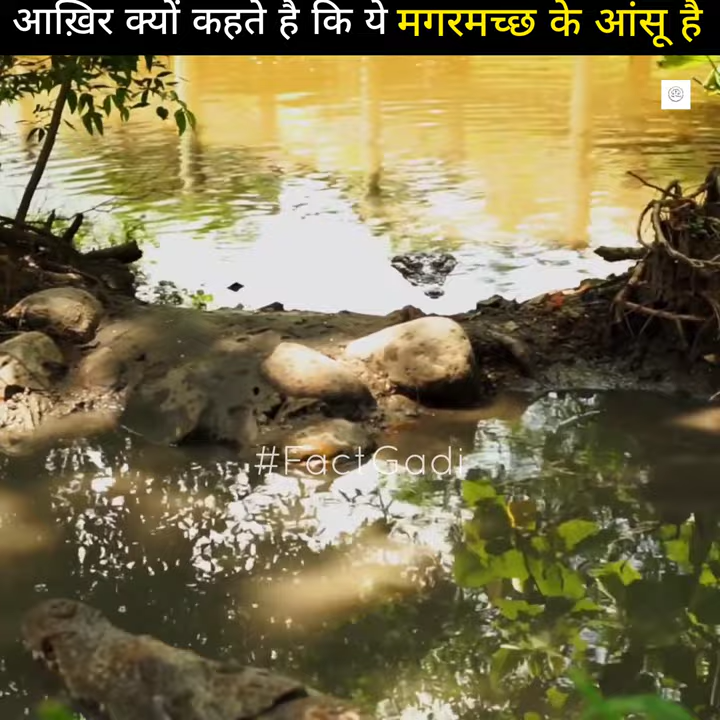 आख़िर क्यों कहते है कि ये मगरमच्छ के आंसू है
#FactGadi